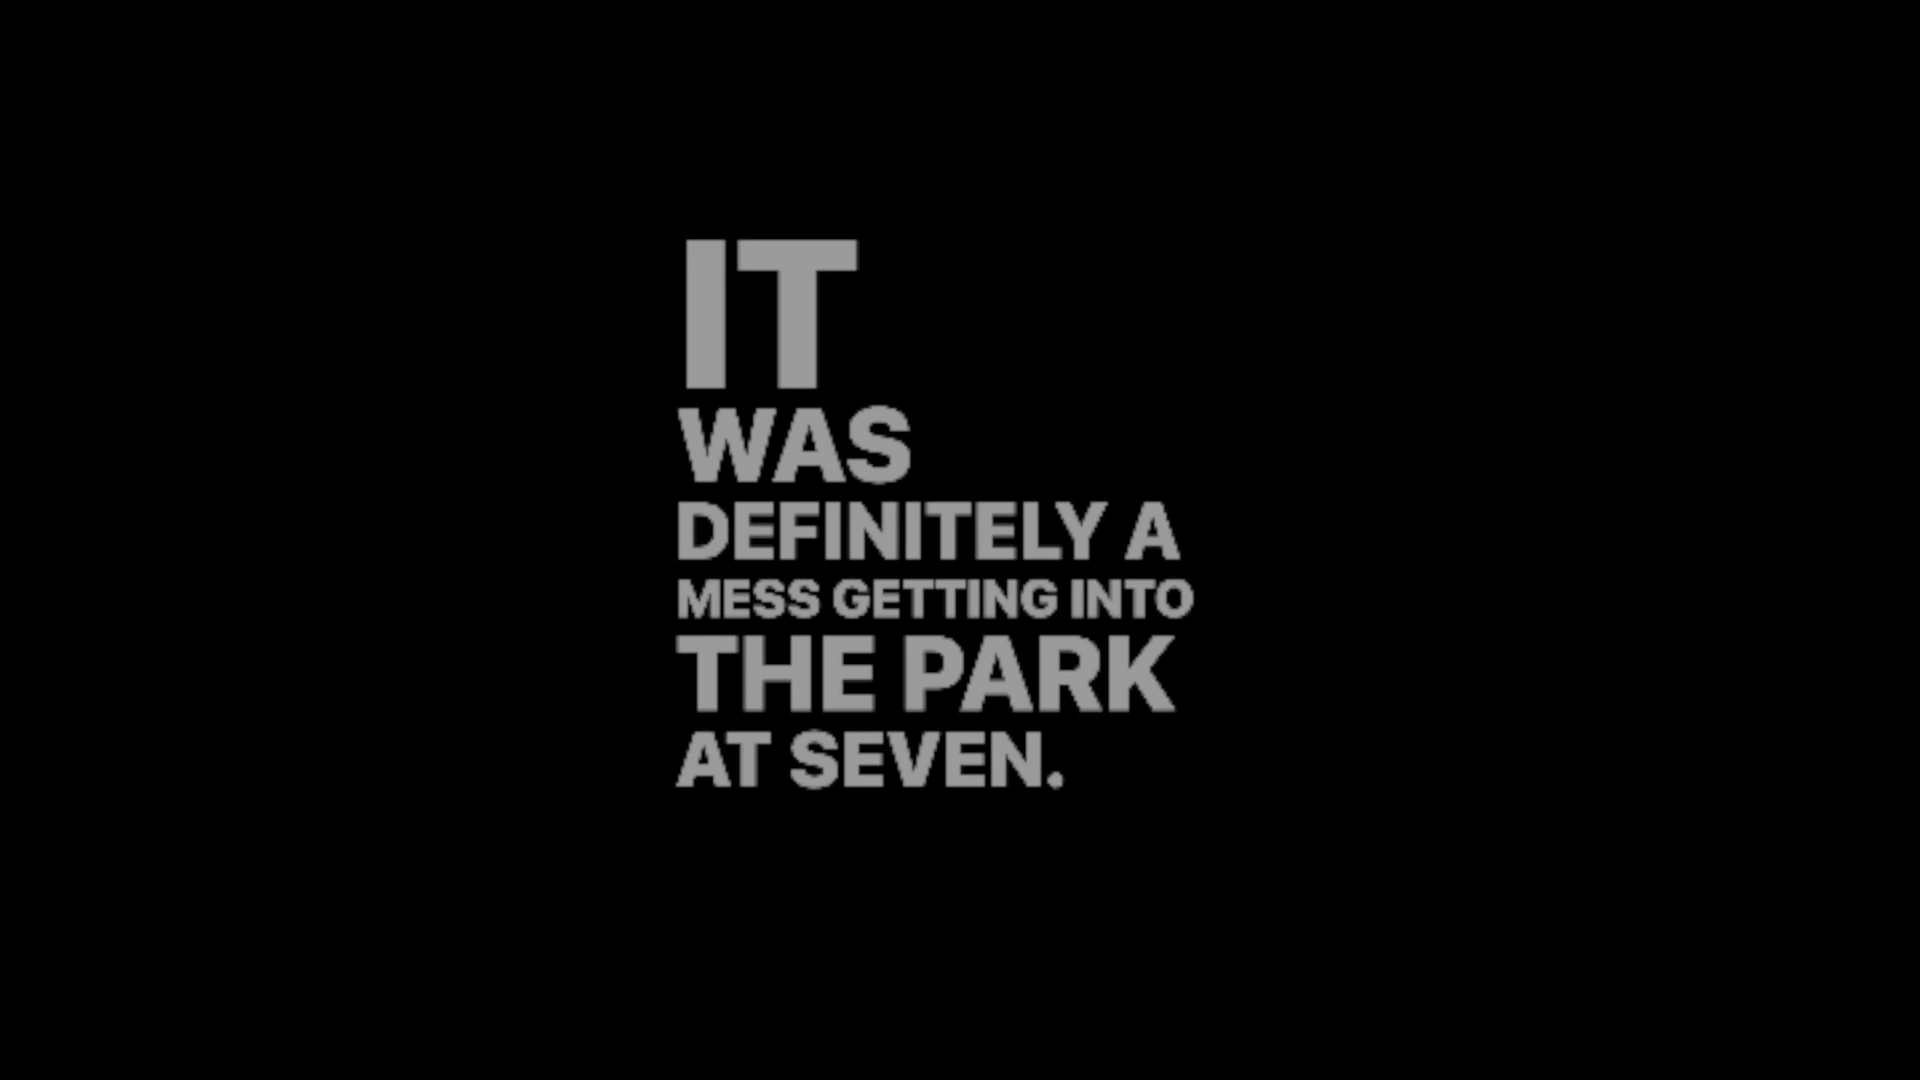 IT
WAS
DEFINITELY A
MESS GETTING INTO
THE PARK
AT SEVEN.